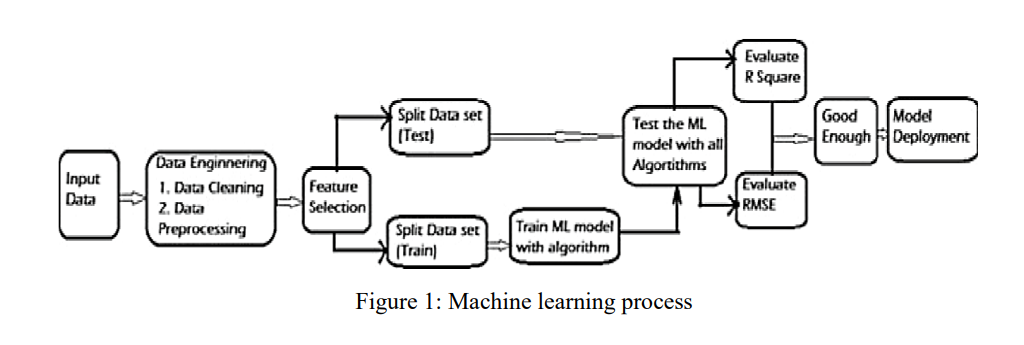 Input
Data
Data Enginnering
1. Data Cleaning
2. Data
Preprocessing
Feature
Selection
Split Data set
(Test)
Split Data set
(Train)
Train ML model
with algorithm
Test the ML
model with all
Algortithms
Evaluate
R Square
Evaluate
RMSE
Good
Enough
Model
Deployment
Figure 1: Machine learning process